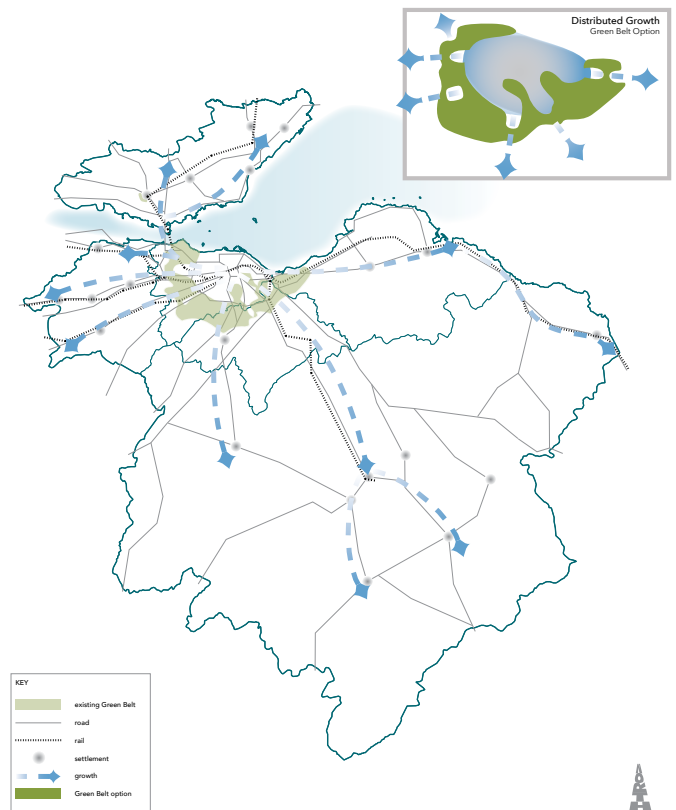 Distributed Growth
Green Belt Option
KEY
existing Green Belt
road
rail
settlement
growth
Green Belt option